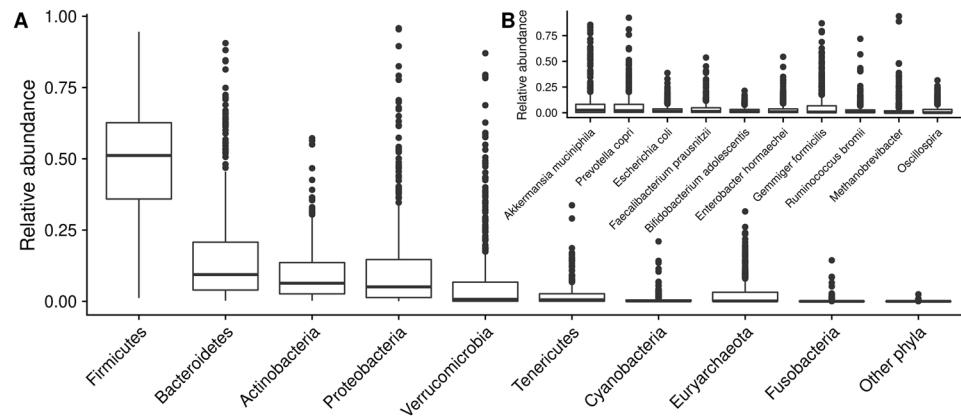 A
Relative abundance
1.00
0.75
0.50
0.25
0.00
Firmicutes
Bacteroidetes
Actinobacteria
Proteobacteria
Verrucomicrobia
Tenericutes
Cyanobacteria
Euryarchaeota
Fusobacteria
Other phyla
B
Relative abundance
0.75
0.50
0.25
0.00
Akkermansia muciniphila
Prevotella copri
Escherichia coli
Faecalibacterium prausnitzii
Bifidobacterium adolescentis
Enterobacter hormaechei
Gemmiger formicilis
Ruminococcus bromii
Methanobrevibacter
Oscillospira